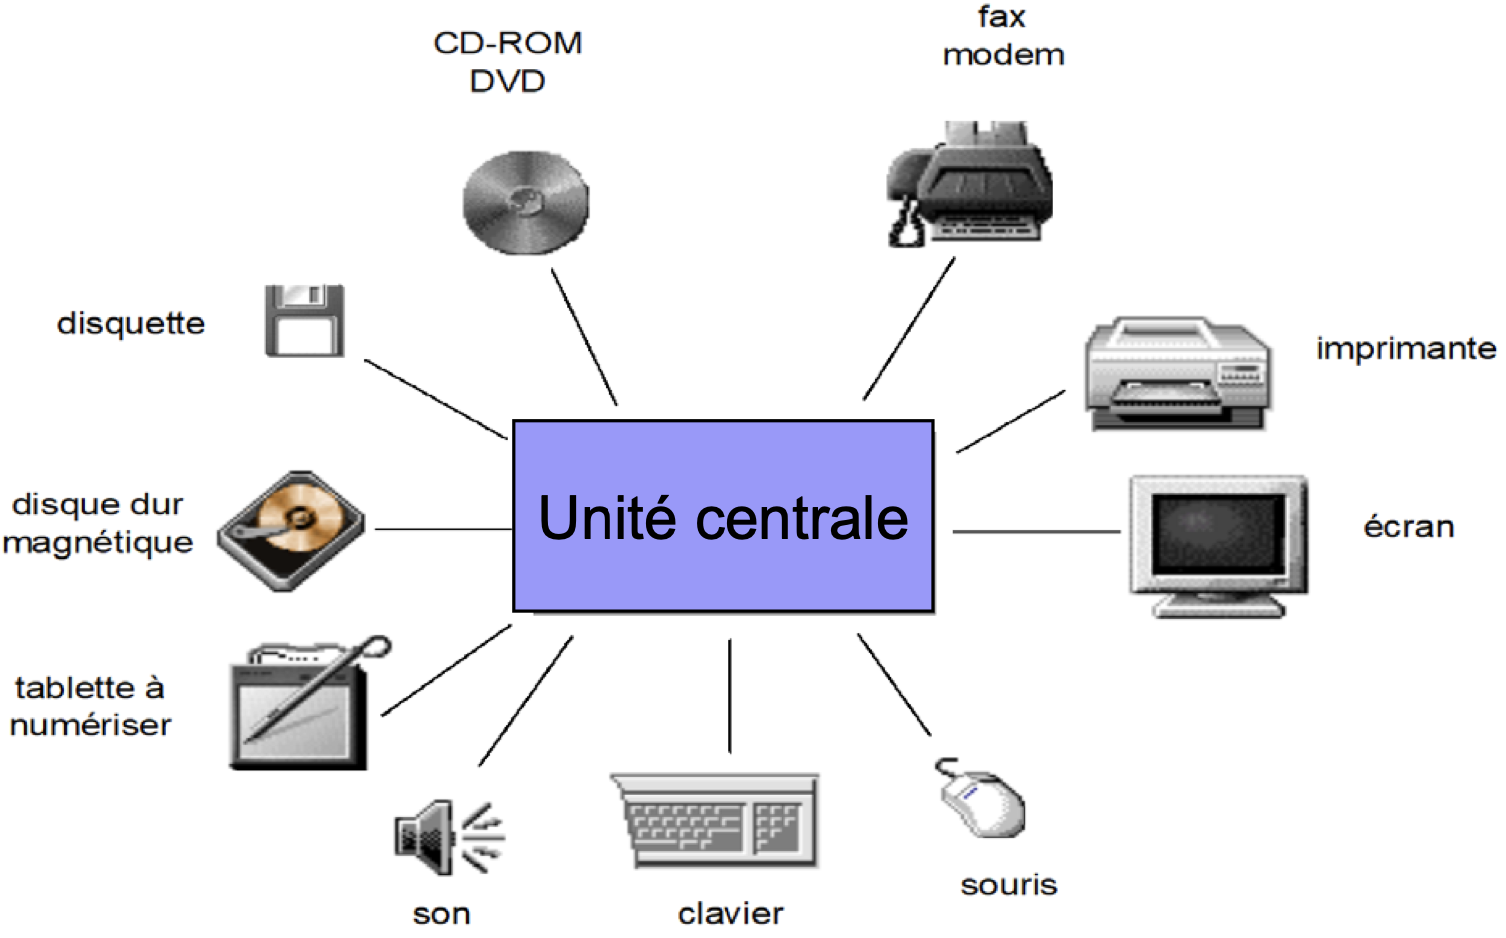 CD-ROM
DVD
fax
modem
disquette
imprimante
disque dur
magnétique
Unité centrale
écran
tablette à
numériser
son
clavier
souris